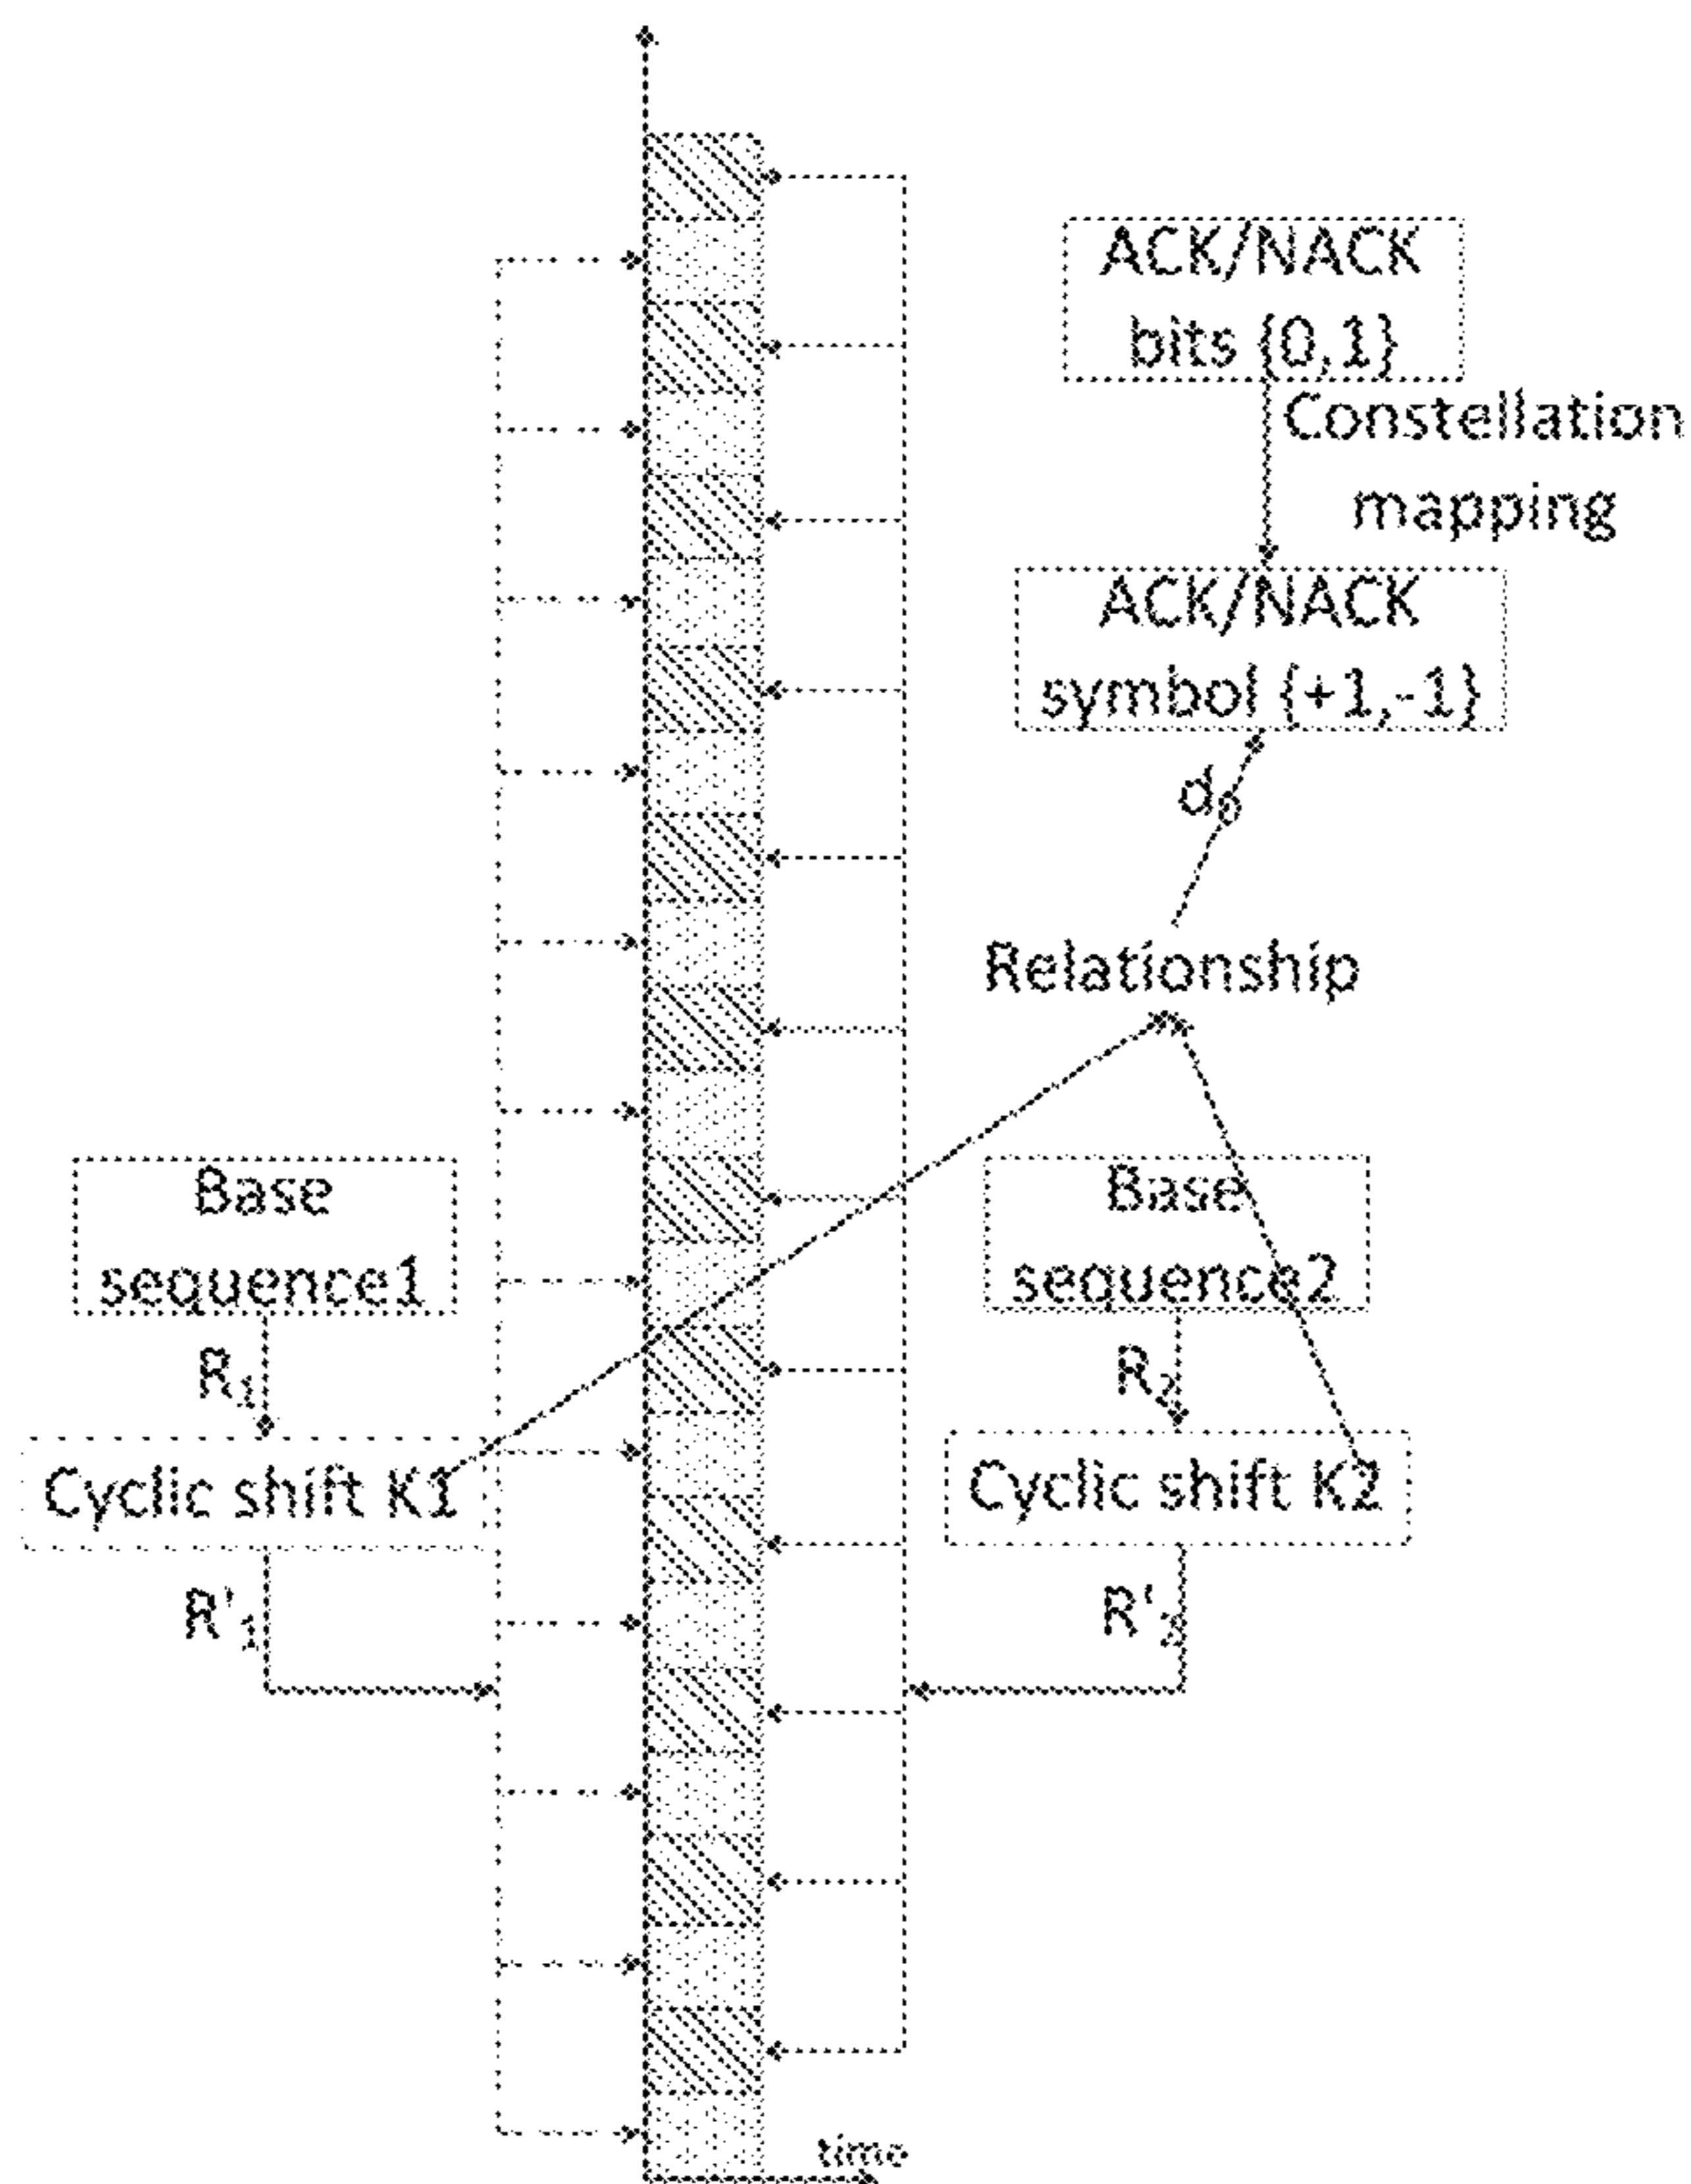 ACK/NACK
bits {0,1}
Constellation
mapping
ACK/NACK
symbol {+1,-1}
d0
Relationship
Base
sequence1
R1
Cyclic shift K1
R'1
Base
sequence2
R2
Cyclic shift K2
R'2
time